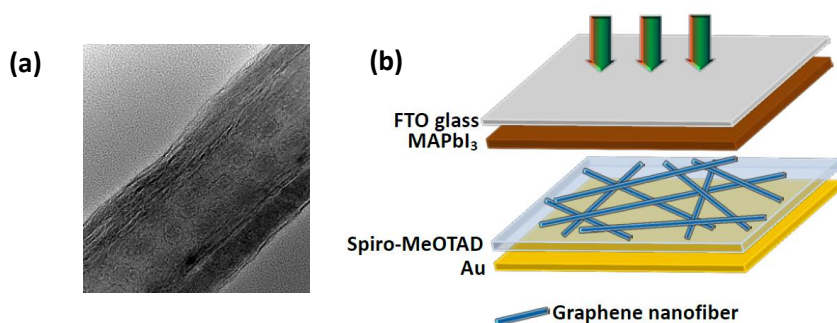 (a)
(b)
FTO glass
MAPbI₃
Spiro-MeOTAD
Au
Graphene nanofiber